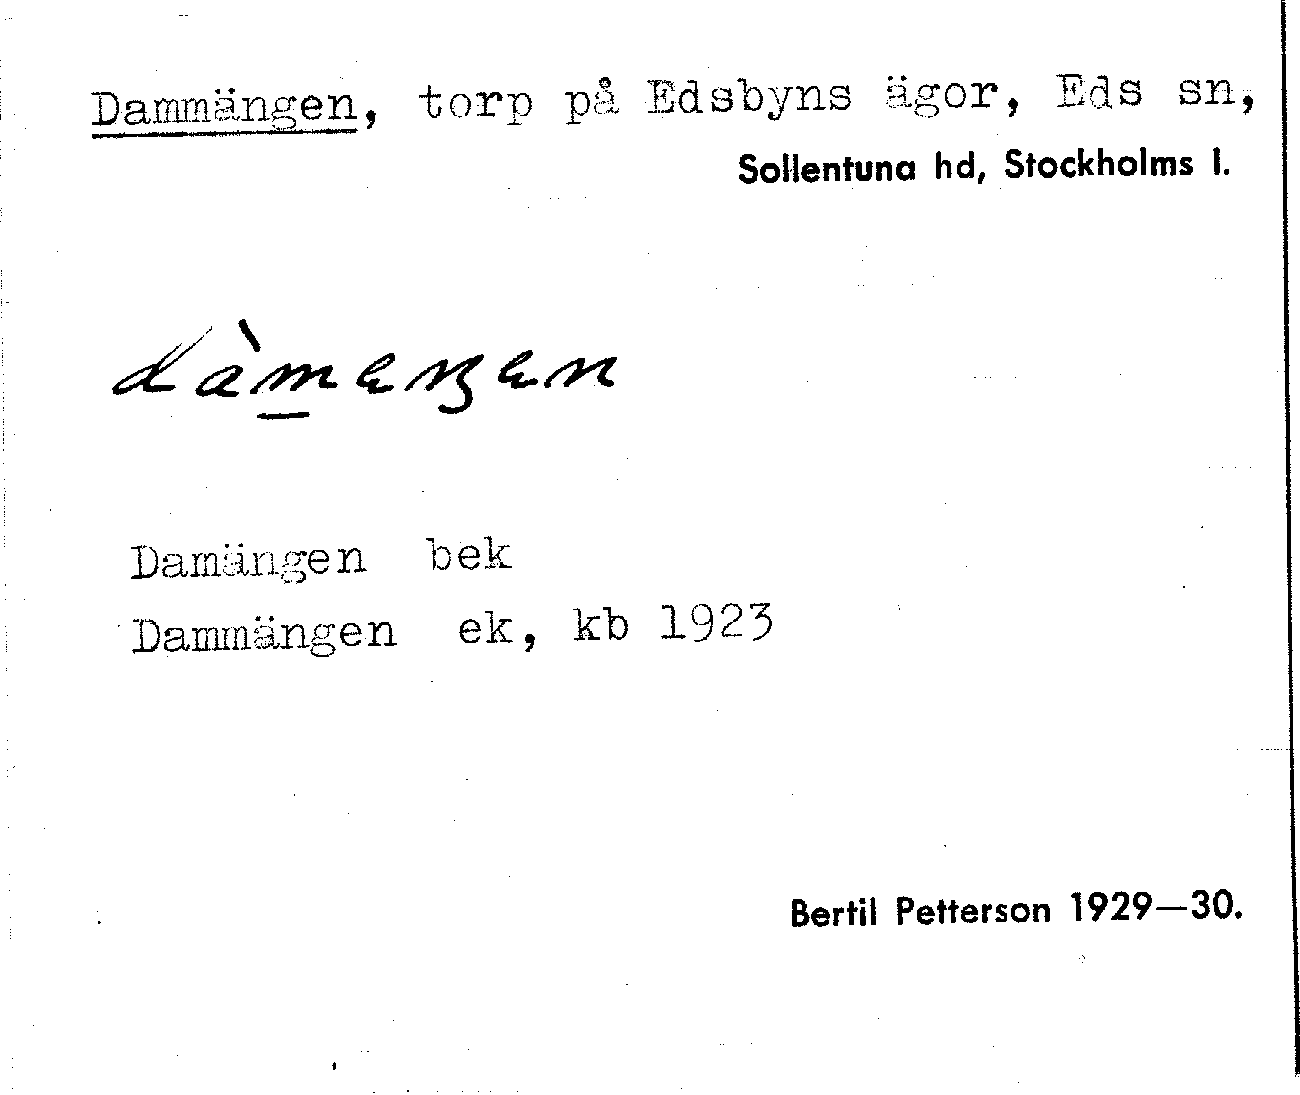 Dammängen, torp på Edsbyns ägor, Eds sn,
Sollentuna hd, Stockholms l.
dàmeŋen
Damängen bek
Dammängen ek, kb 1923
Bertil Petterson 1929—30.